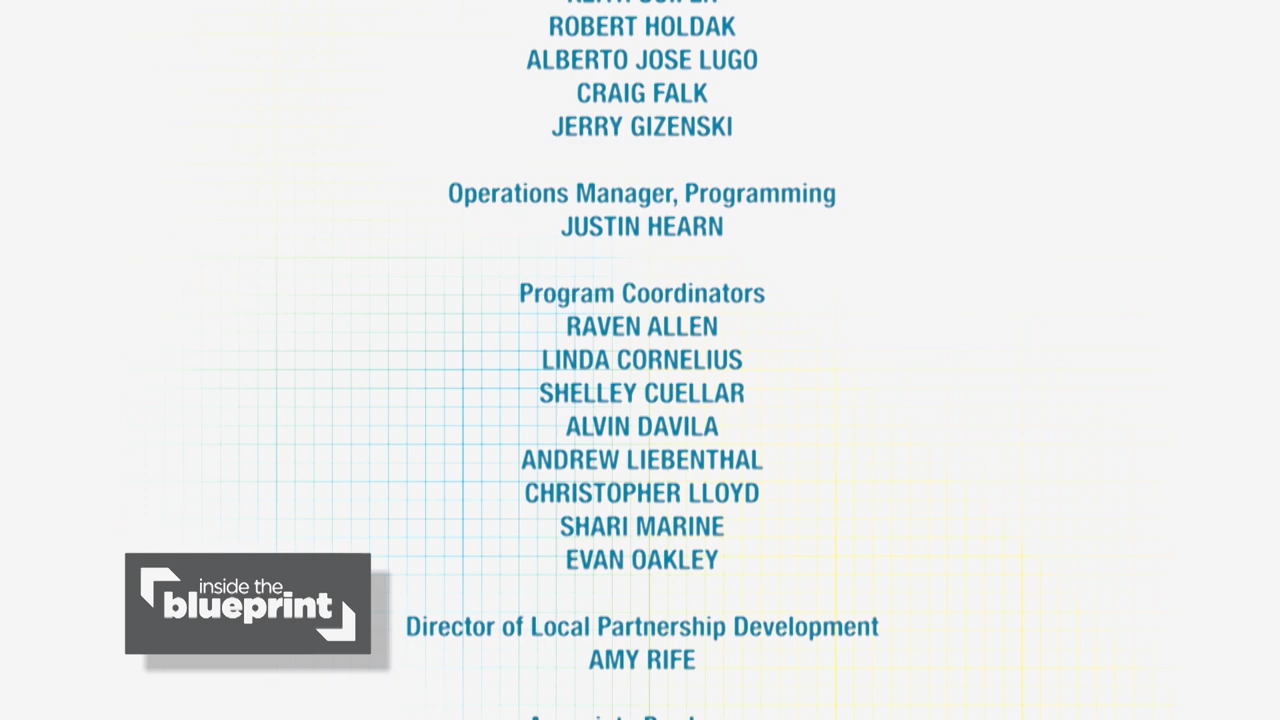 ROBERT HOLDAK
ALBERTO JOSE LUGO
CRAIG FALK
JERRY GIZENSKI
Operations Manager, Programming
JUSTIN HEARN
Program Coordinators
RAVEN ALLEN
LINDA CORNELIUS
SHELLEY CUELLAR
ALVIN DAVILA
ANDREW LIEBENTHAL
CHRISTOPHER LLOYD
SHARI MARINE
EVAN OAKLEY
Director of Local Partnership Development
AMY RIFE
inside the
blueprint